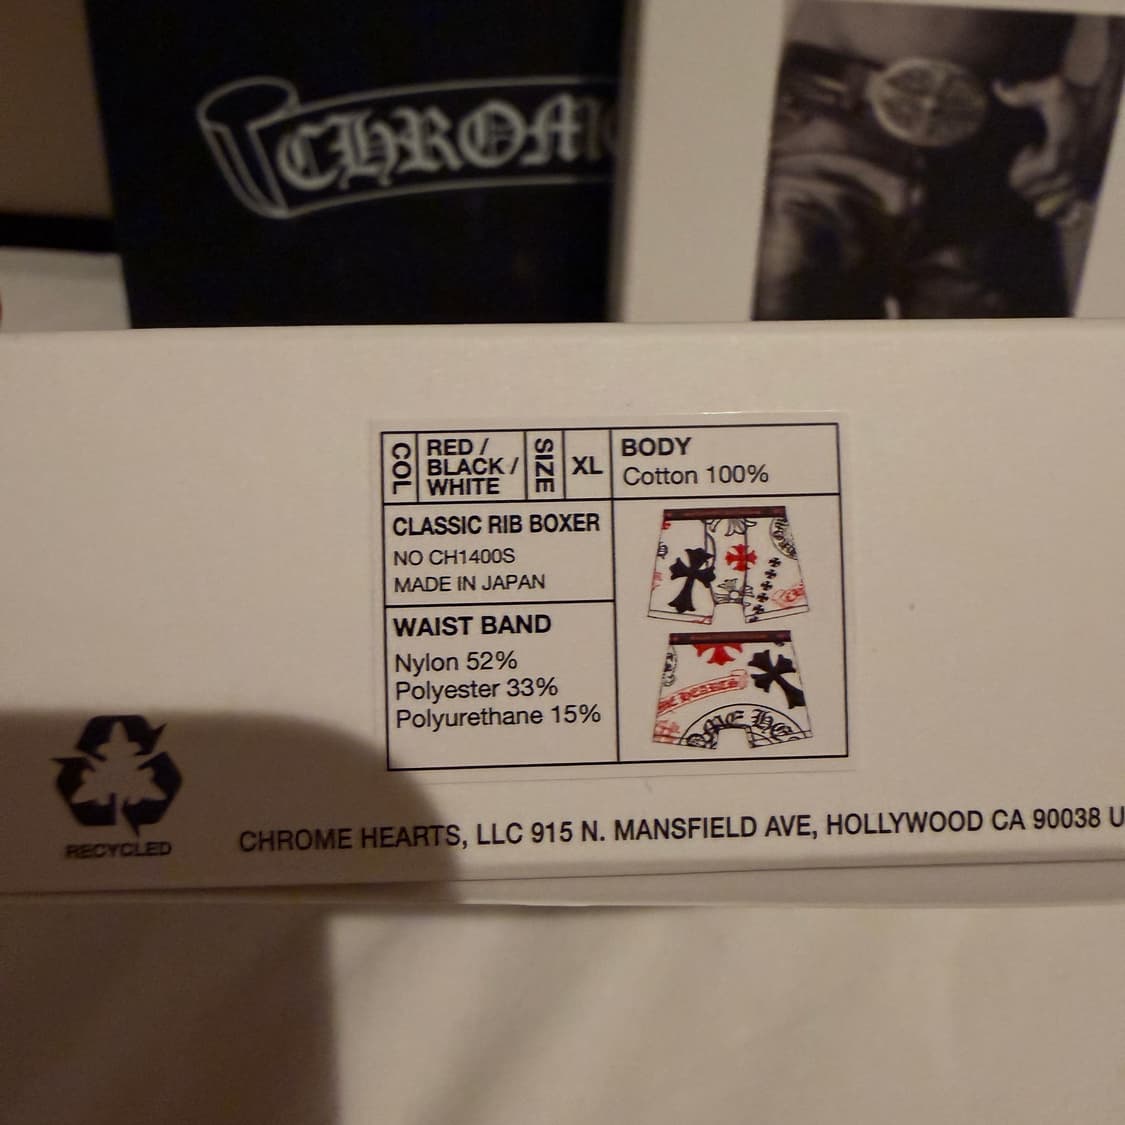 CHROM
COL
RED /
BLACK /
WHITE
SIZE
XL
BODY
Cotton 100%
CLASSIC RIB BOXER
NO CH1400S
MADE IN JAPAN
WAIST BAND
Nylon 52%
Polyester 33%
Polyurethane 15%
RECYCLED
CHROME HEARTS, LLC 915 N. MANSFIELD AVE, HOLLYWOOD CA 90038 U